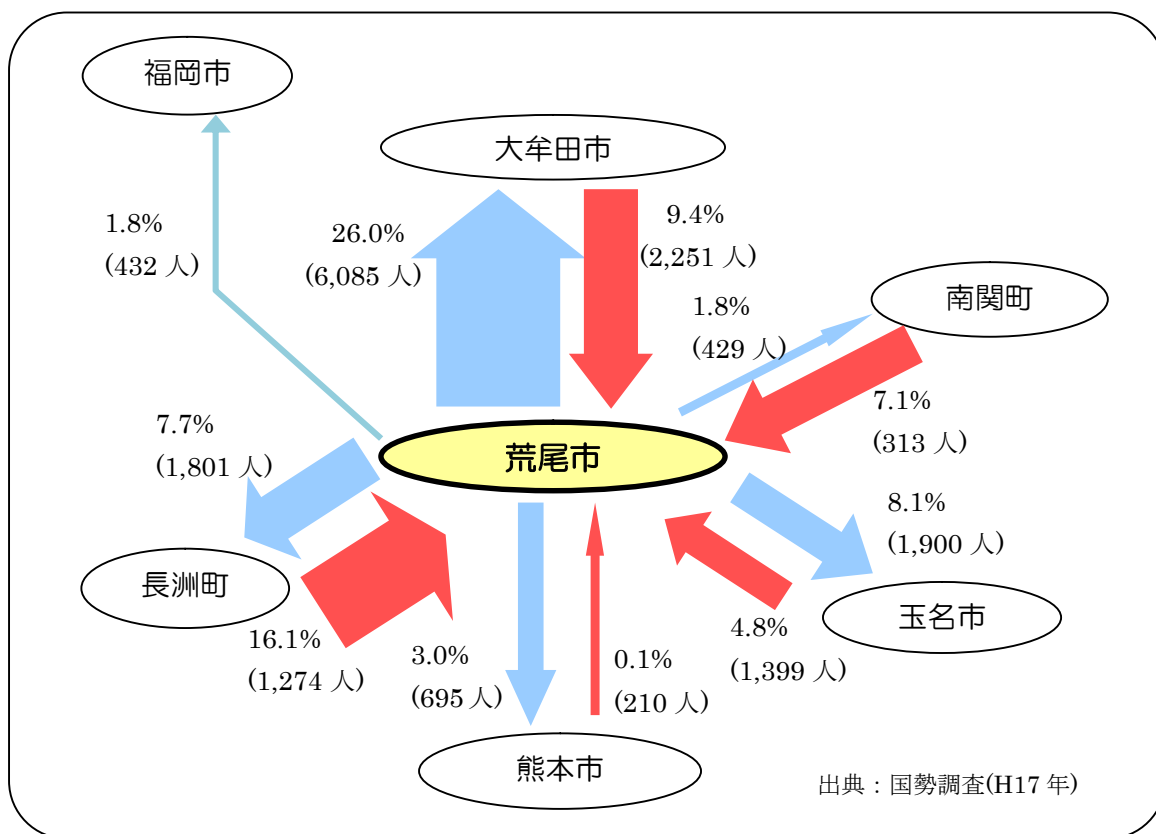 福岡市
大牟田市
1.8%
(432 人)
26.0%
(6,085 人)
9.4%
(2,251 人)
南関町
1.8%
(429 人)
7.1%
(313 人)
7.7%
(1,801 人)
荒尾市
8.1%
(1,900 人)
長洲町
玉名市
16.1%
(1,274 人)
3.0%
(695 人)
0.1%
(210 人)
4.8%
(1,399 人)
熊本市
出典：国勢調査(H17 年)